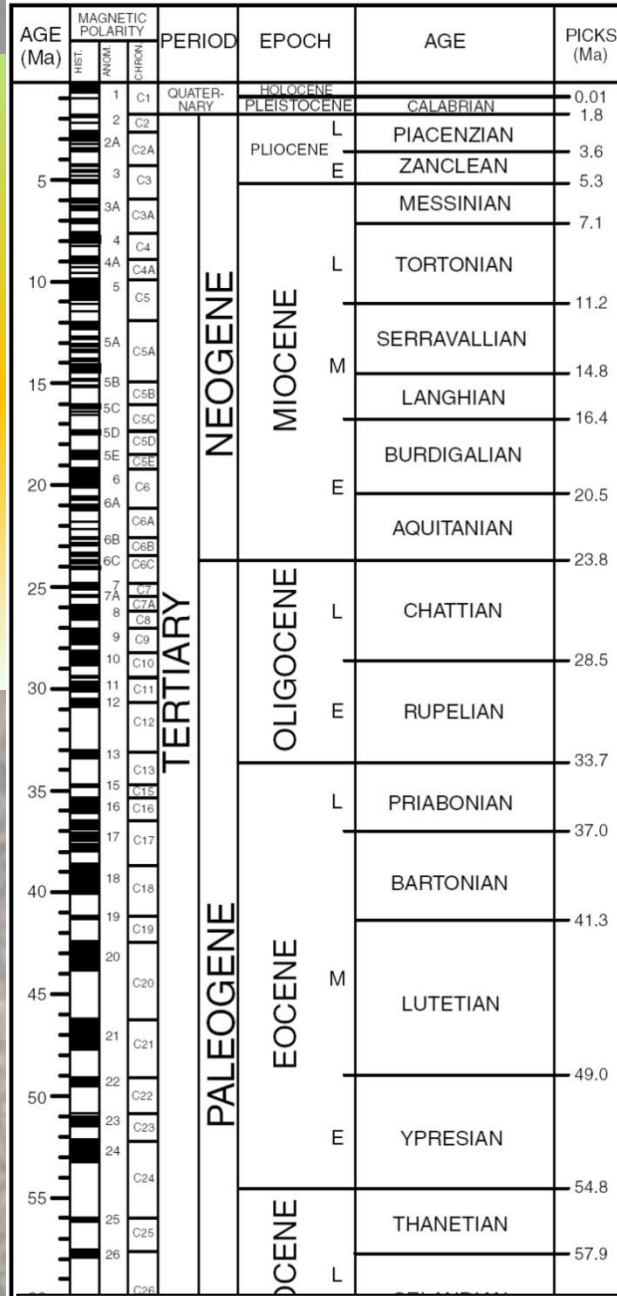 AGE
(Ma)
MAGNETIC
POLARITY
HIST.
ANOM.
CHRON.
PERIOD
EPOCH
AGE
PICKS
(Ma)
5
10
15
20
25
30
35
40
45
50
55
1
2
2A
3
3A
4
4A
5
5A
5B
5C
5D
5E
6
6A
6B
6C
7
7A
8
9
10
11
12
13
15
16
17
18
19
20
21
22
23
24
25
26
C1
C2
C2A
C3
C3A
C4
C4A
C5
C5A
C5B
C5C
C5D
C5E
C6
C6A
C6B
C6C
C7
C7A
C8
C9
C10
C11
C12
C13
C15
C16
C17
C18
C19
C20
C21
C22
C23
C24
C25
C26
QUATER-
NARY
TERTIARY
NEOGENE
PALEOGENE
HOLOCENE
PLEISTOCENE
PLIOCENE
L
E
MIOCENE
L
M
E
OLIGOCENE
L
E
EOCENE
L
M
E
OCENE
L
CALABRIAN
PIACENZIAN
ZANCLEAN
MESSINIAN
TORTONIAN
SERRAVALLIAN
LANGHIAN
BURDIGALIAN
AQUITANIAN
CHATTIAN
RUPELIAN
PRIABONIAN
BARTONIAN
LUTETIAN
YPRESIAN
THANETIAN
0.01
1.8
3.6
5.3
7.1
11.2
14.8
16.4
20.5
23.8
28.5
33.7
37.0
41.3
49.0
54.8
57.9